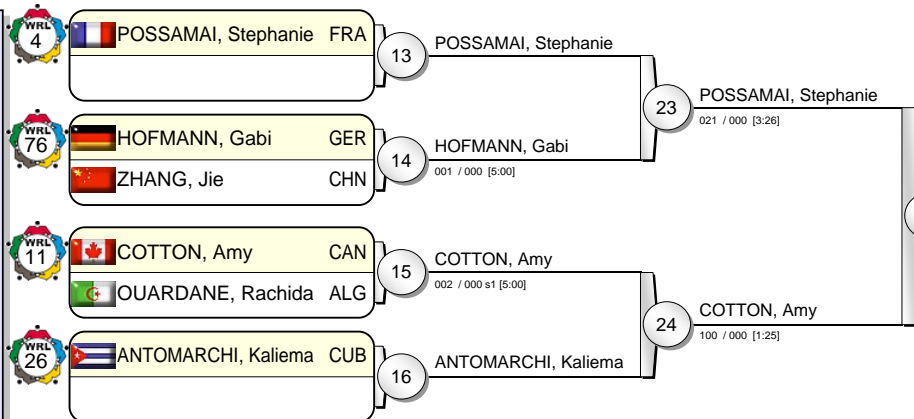 WRL
4
POSSAMAI, Stephanie FRA
13
POSSAMAI, Stephanie
23
POSSAMAI, Stephanie
021 / 000 [3:26]
WRL
76
HOFMANN, Gabi GER
ZHANG, Jie CHN
14
HOFMANN, Gabi
001 / 000 [5:00]
WRL
11
COTTON, Amy CAN
OUARDANE, Rachida ALG
15
COTTON, Amy
002 / 000 s1 [5:00]
24
COTTON, Amy
100 / 000 [1:25]
WRL
26
ANTOMARCHI, Kaliema CUB
16
ANTOMARCHI, Kaliema